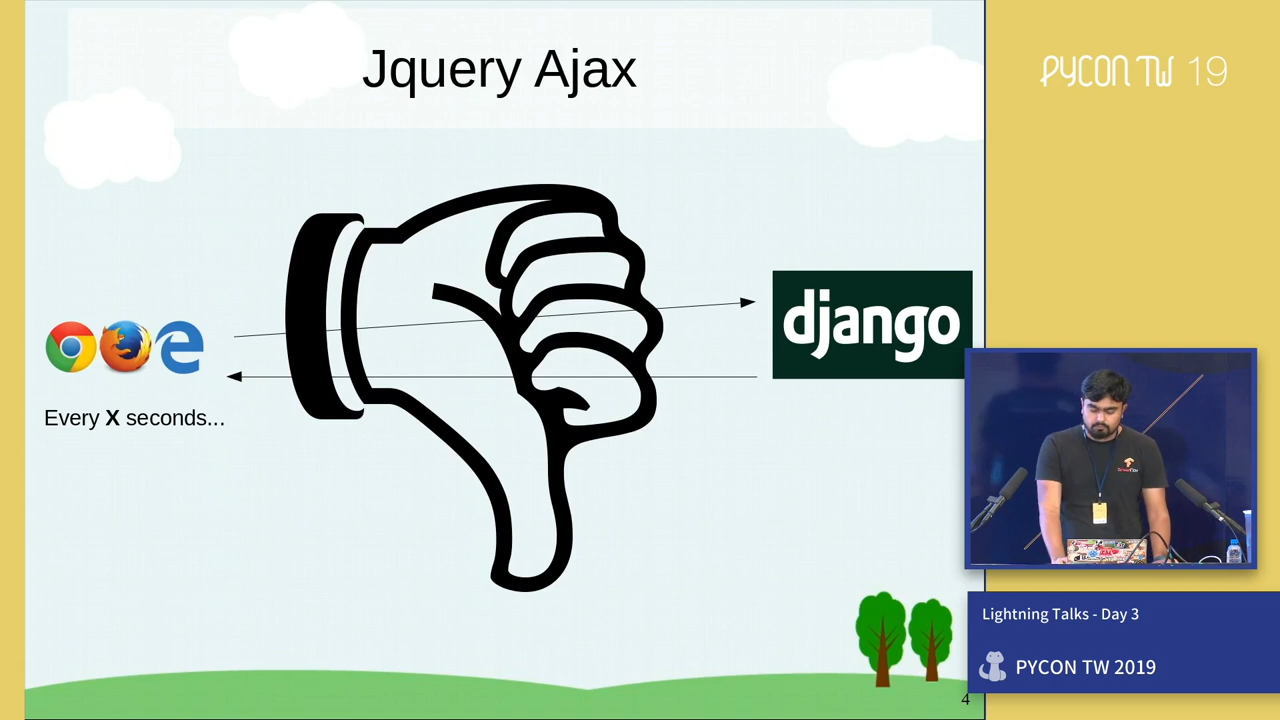 Jquery Ajax
PYCON TW 19
django
Every X seconds...
Lightning Talks - Day 3
PYCON TW 2019
4